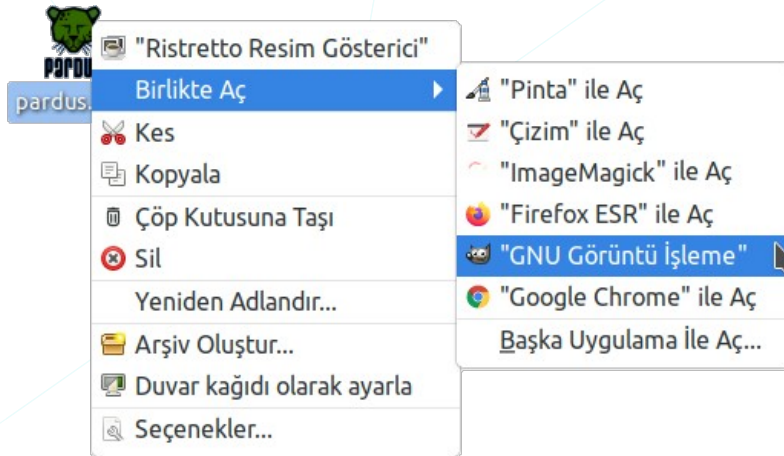 PARDU
pardus.
"Ristretto Resim Gösterici"
Birlikte Aç
Kes
Kopyala
Çöp Kutusuna Taşı
Sil
Yeniden Adlandır...
Arşiv Oluştur...
Duvar kağıdı olarak ayarla
Seçenekler...
"Pinta" ile Aç
"Çizim" ile Aç
"ImageMagick" ile Aç
"Firefox ESR" ile Aç
"GNU Görüntü İşleme"
"Google Chrome" ile Aç
Başka Uygulama İle Aç...